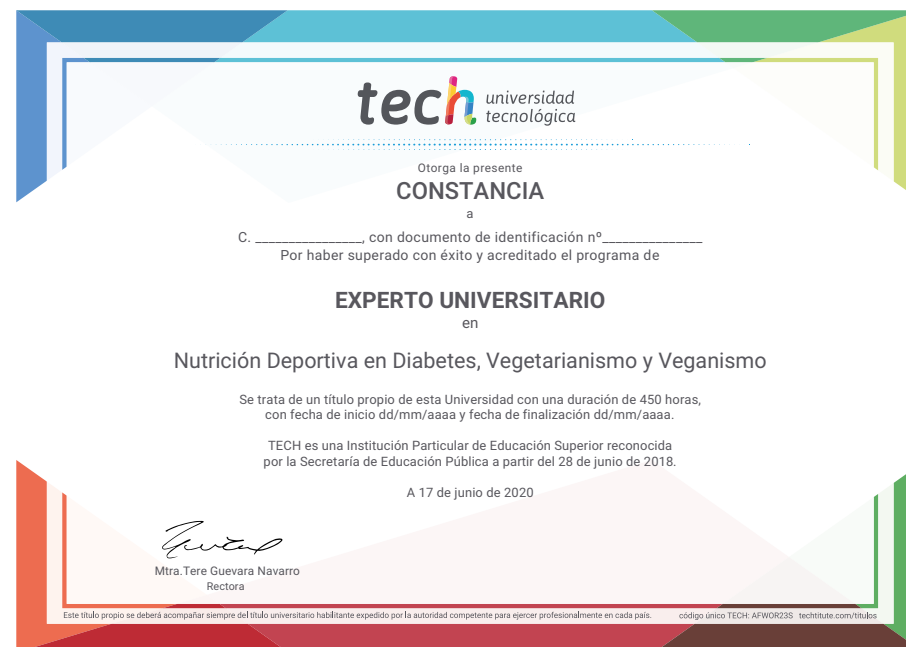 tech universidad
tecnológica
Otorga la presente
CONSTANCIA
a
C. ________________, con documento de identificación nº_______________
Por haber superado con éxito y acreditado el programa de
EXPERTO UNIVERSITARIO
en
Nutrición Deportiva en Diabetes, Vegetarianismo y Veganismo
Se trata de un título propio de esta Universidad con una duración de 450 horas,
con fecha de inicio dd/mm/aaaa y fecha de finalización dd/mm/aaaa.
TECH es una Institución Particular de Educación Superior reconocida
por la Secretaría de Educación Pública a partir del 28 de junio de 2018.
A 17 de junio de 2020
Mtra.Tere Guevara Navarro
Rectora
Este título propio se deberá acompañar siempre del título universitario habilitante expedido por la autoridad competente para ejercer profesionalmente en cada país. código único TECH: AFWOR23S techtitute.com/titulos